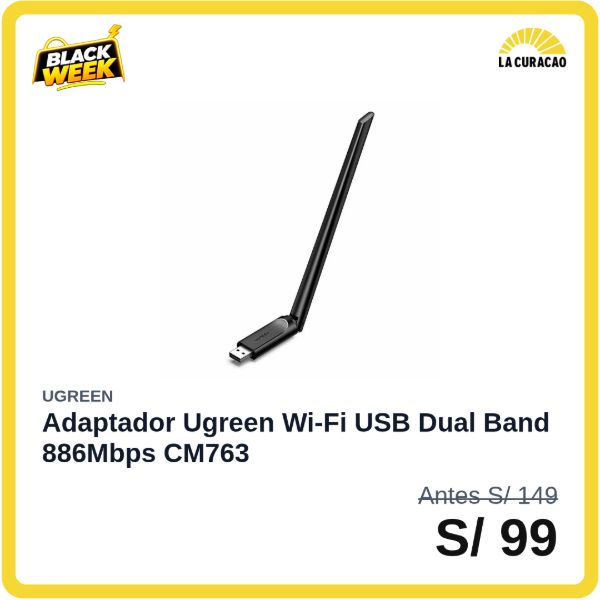 BLACK
WEEK
LA CURACAO
UGREEN
Adaptador Ugreen Wi-Fi USB Dual Band
886Mbps CM763
Antes S/ 149
S/ 99